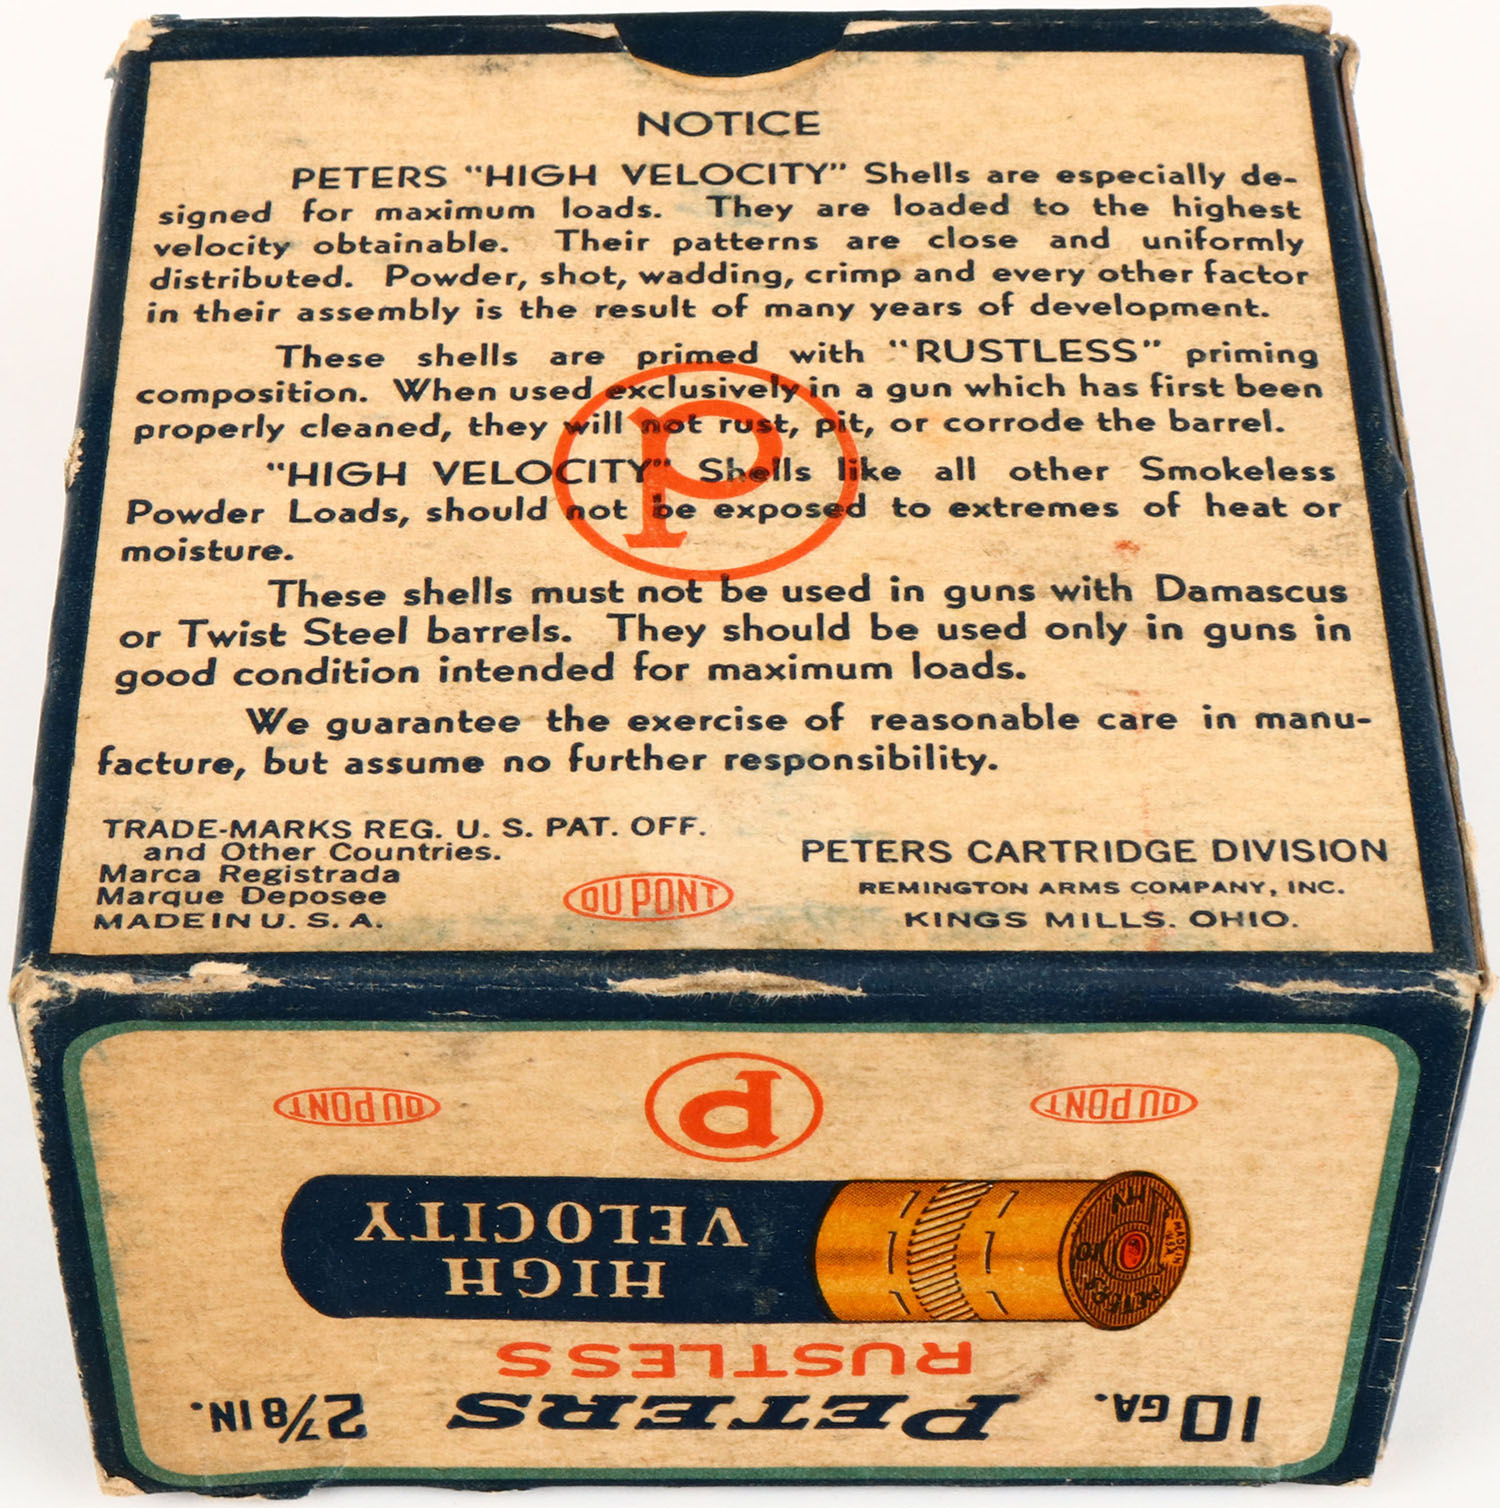 NOTICE
PETERS "HIGH VELOCITY" Shells are especially de-
signed for maximum loads. They are loaded to the highest
velocity obtainable. Their patterns are close and uniformly
distributed. Powder, shot, wadding, crimp and every other factor
in their assembly is the result of many years of development.
These shells are primed with "RUSTLESS" priming
composition. When used exclusively in a gun which has first been
properly cleaned, they will not rust, pit, or corrode the barrel.
"HIGH VELOCITY" Shells like all other Smokeless
Powder Loads, should not be exposed to extremes of heat or
moisture.
These shells must not be used in guns with Damascus
or Twist Steel barrels. They should be used only in guns in
good condition intended for maximum loads.
We guarantee the exercise of reasonable care in manu-
facture, but assume no further responsibility.
P
TRADE-MARKS REG. U. S. PAT. OFF.
and Other Countries.
Marca Registrada
Marque Deposee
MADE IN U. S. A.
DU PONT
PETERS CARTRIDGE DIVISION
REMINGTON ARMS COMPANY, INC.
KINGS MILLS. OHIO.
10 GA. PETERS 2 7/8 IN.
RUSTLESS
HIGH
VELOCITY
PETERS
10
HV
MADE IN
U.S.A.
DU PONT P DU PONT